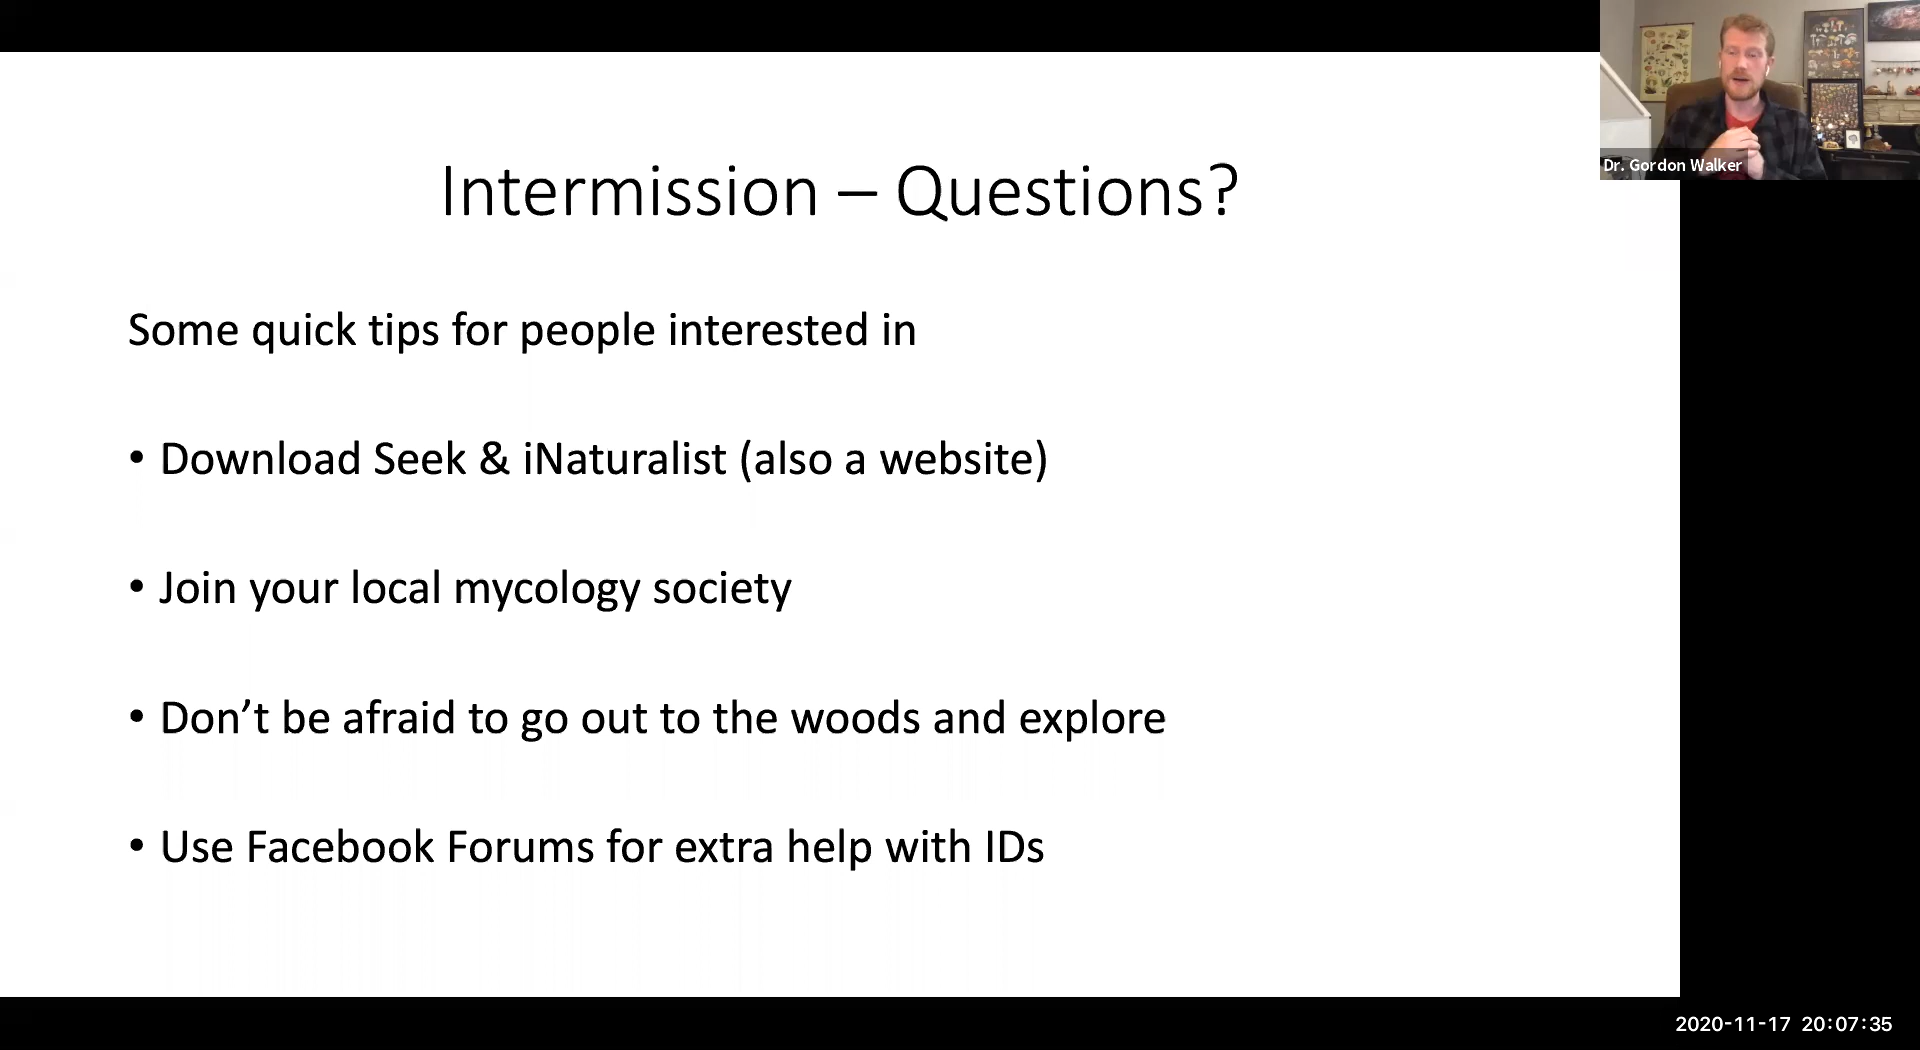 Dr. Gordon Walker
Intermission – Questions?
Some quick tips for people interested in
• Download Seek & iNaturalist (also a website)
• Join your local mycology society
• Don’t be afraid to go out to the woods and explore
• Use Facebook Forums for extra help with IDs
2020-11-17 20:07:35